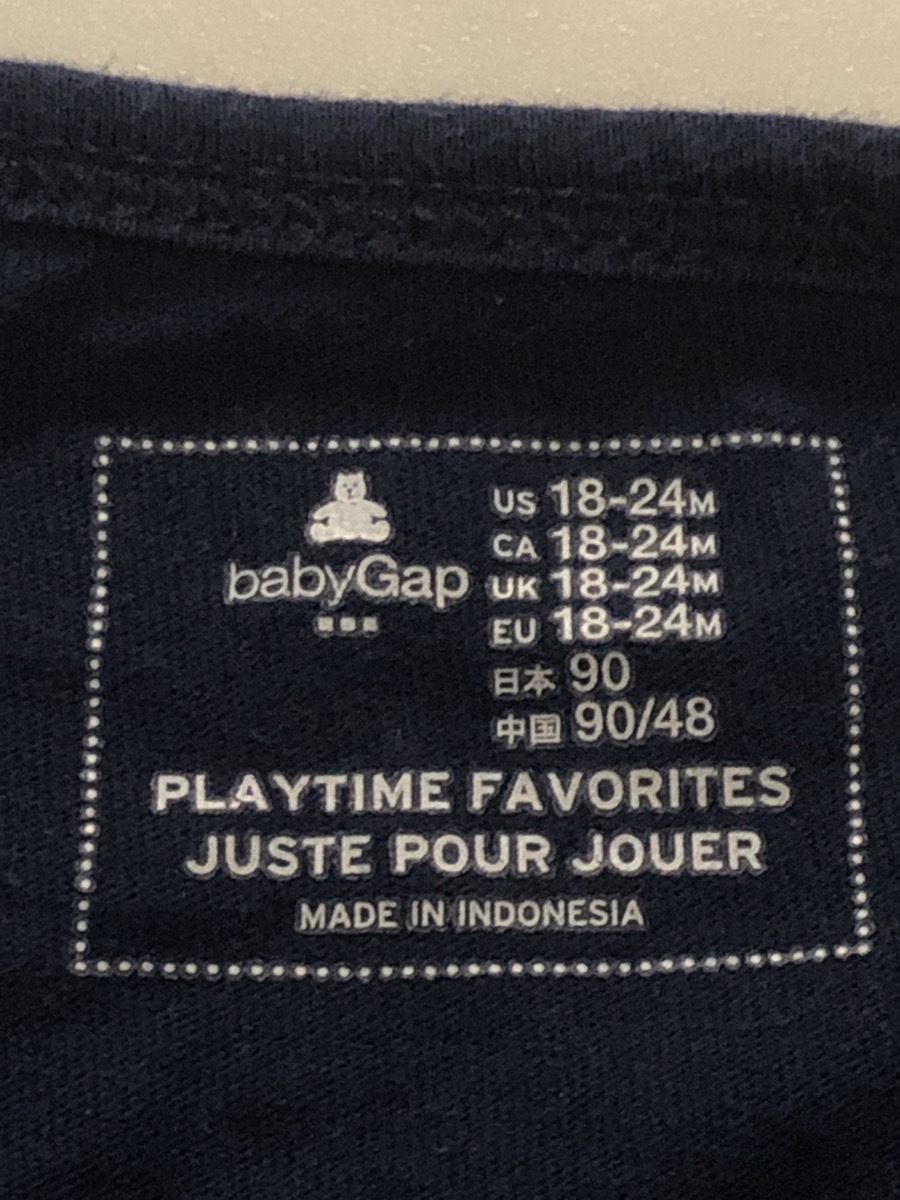 babyGap
US 18-24M
CA 18-24M
UK 18-24M
EU 18-24M
日本 90
中国 90/48
PLAYTIME FAVORITES
JUSTE POUR JOUER
MADE IN INDONESIA